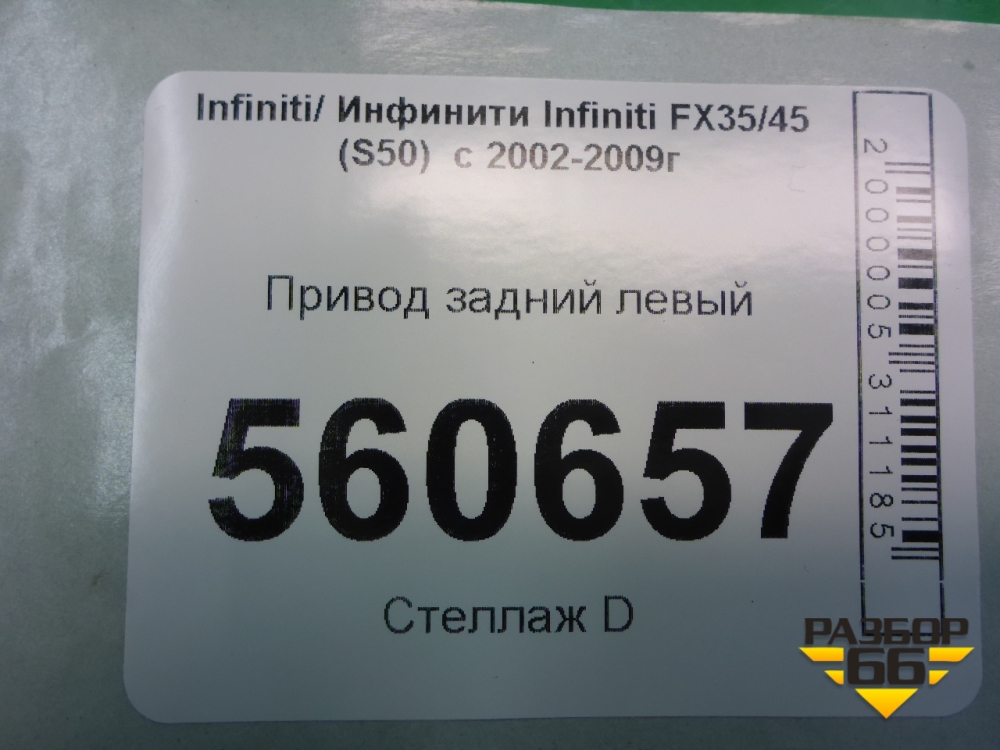 Infiniti/ Инфинити Infiniti FX35/45
(S50) с 2002-2009г
Привод задний левый
560657
Стеллаж D
2000005311185
РАЗБОР
66